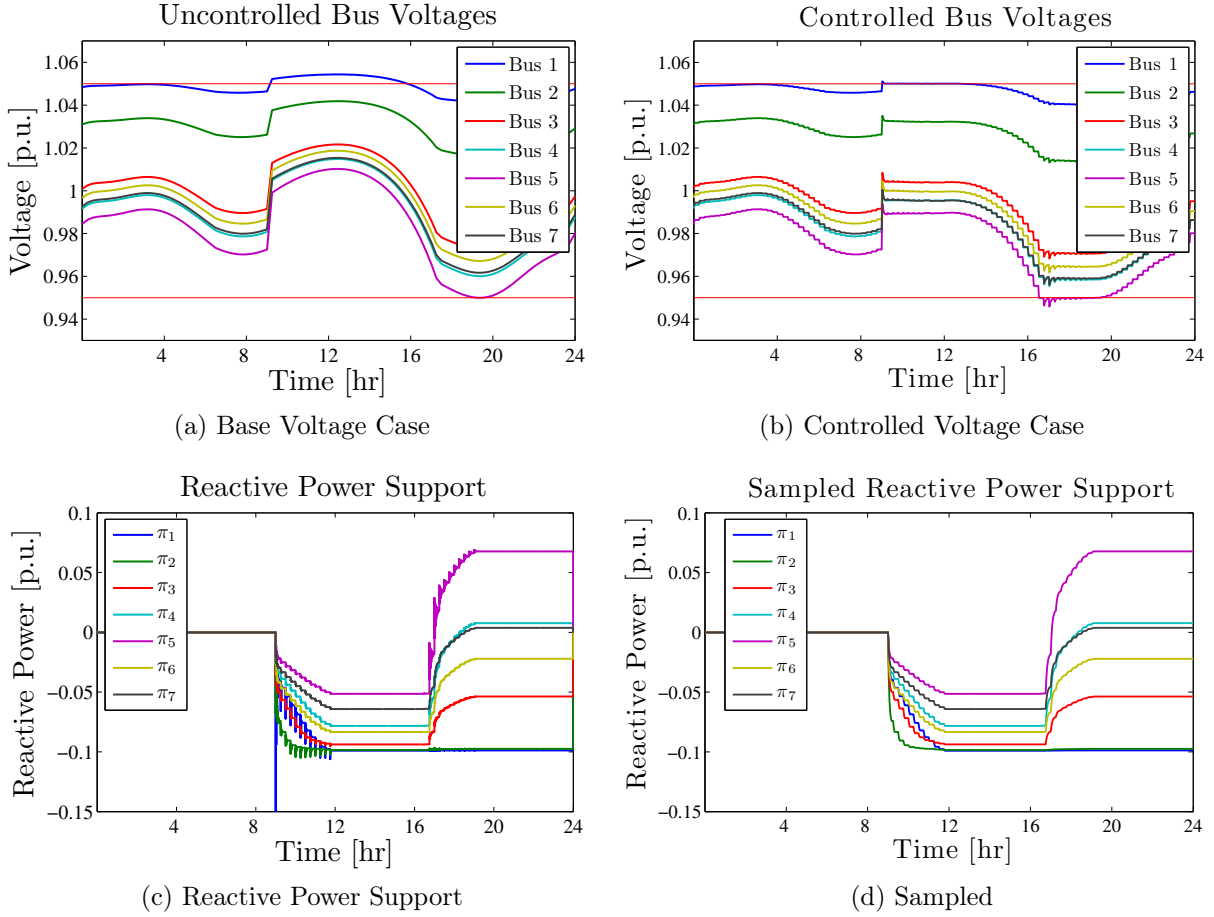 Uncontrolled Bus Voltages
Voltage [p.u.]
1.06
1.04
1.02
1
0.98
0.96
0.94
4
8
12
16
20
24
Time [hr]
Bus 1
Bus 2
Bus 3
Bus 4
Bus 5
Bus 6
Bus 7
(a) Base Voltage Case
Controlled Bus Voltages
Voltage [p.u.]
1.06
1.04
1.02
1
0.98
0.96
0.94
4
8
12
16
20
24
Time [hr]
Bus 1
Bus 2
Bus 3
Bus 4
Bus 5
Bus 6
Bus 7
(b) Controlled Voltage Case
Reactive Power Support
Reactive Power [p.u.]
0.1
0.05
0
−0.05
−0.1
−0.15
4
8
12
16
20
24
Time [hr]
π1
π2
π3
π4
π5
π6
π7
(c) Reactive Power Support
Sampled Reactive Power Support
Reactive Power [p.u.]
0.1
0.05
0
−0.05
−0.1
−0.15
4
8
12
16
20
24
Time [hr]
π1
π2
π3
π4
π5
π6
π7
(d) Sampled